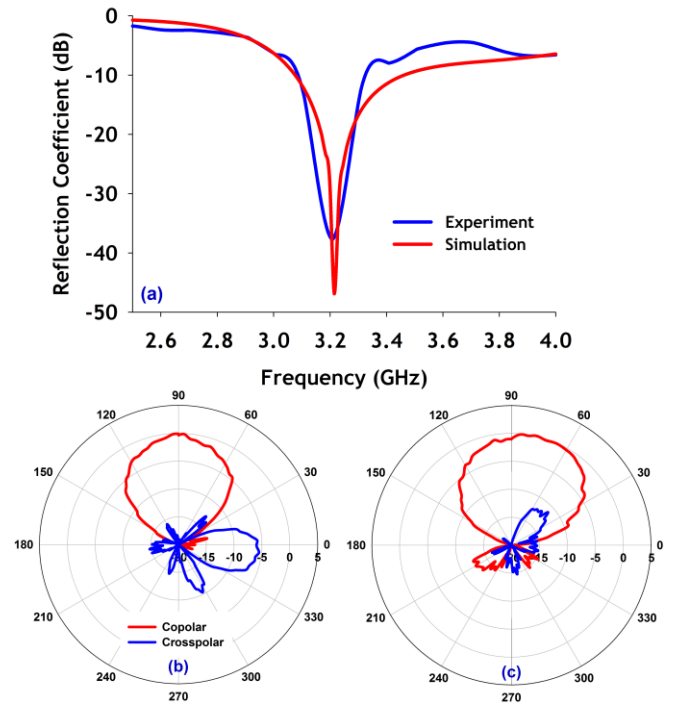 0
-10
-20
-30
-40
-50
Reflection Coefficient (dB)
Experiment
Simulation
(a)
2.6 2.8 3.0 3.2 3.4 3.6 3.8 4.0
Frequency (GHz)
90
120 60
150 30
180 -20 -15 -10 -5 0 5 0
210 330
Copolar
Crosspolar
(b)
240 300
270
90
120 60
150 30
180 -20 -15 -10 -5 0 5 0
210 330
(c)
240 300
270